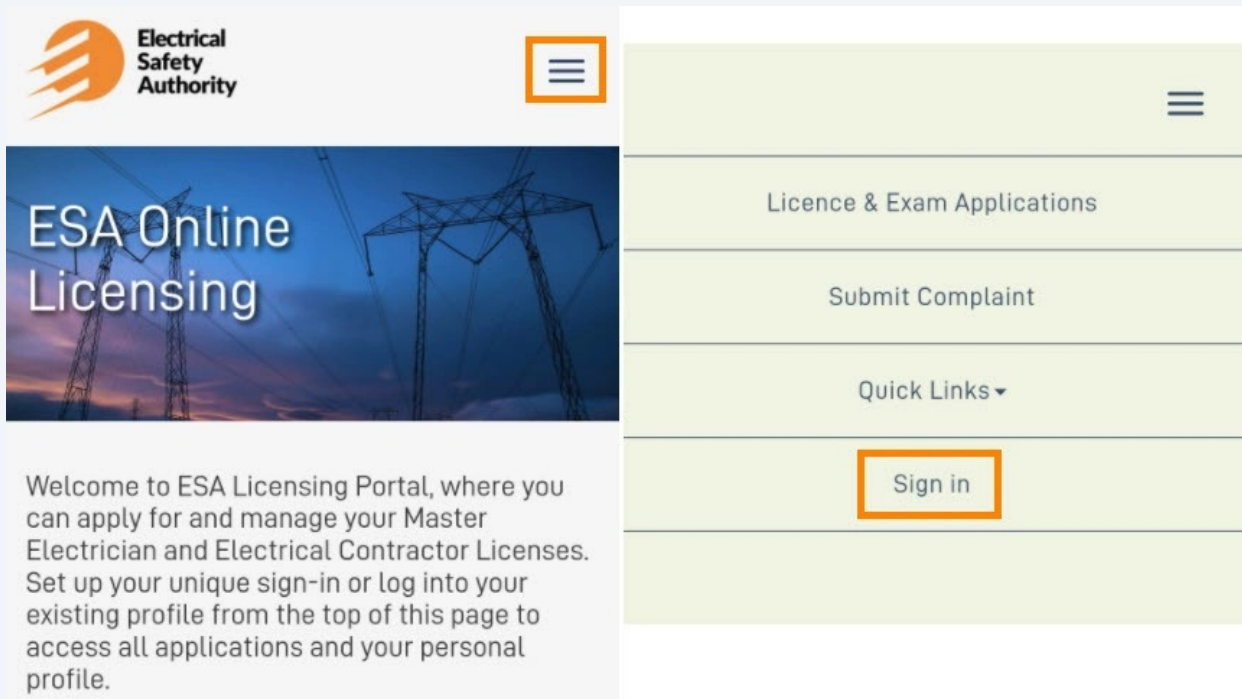 Electrical
Safety
Authority
ESA Online
Licensing
Welcome to ESA Licensing Portal, where you
can apply for and manage your Master
Electrician and Electrical Contractor Licenses.
Set up your unique sign-in or log into your
existing profile from the top of this page to
access all applications and your personal
profile.
Licence & Exam Applications
Submit Complaint
Quick Links
Sign in